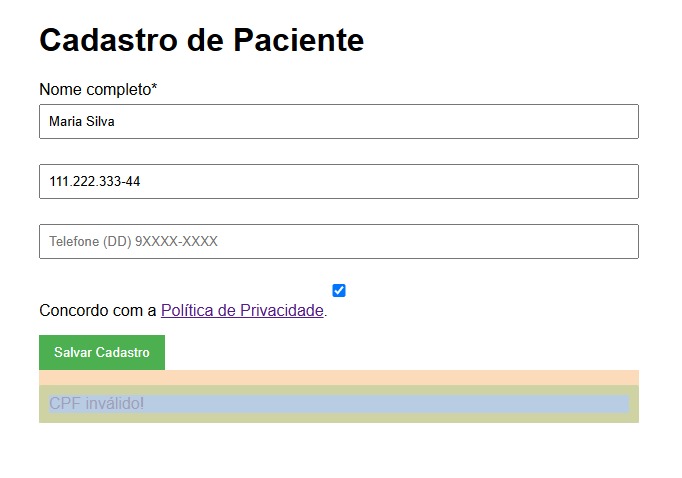 Cadastro de Paciente
Nome completo*
Maria Silva
111.222.333-44
Telefone (DD) 9XXXX-XXXX
Concordo com a Política de Privacidade.
Salvar Cadastro
CPF inválido!